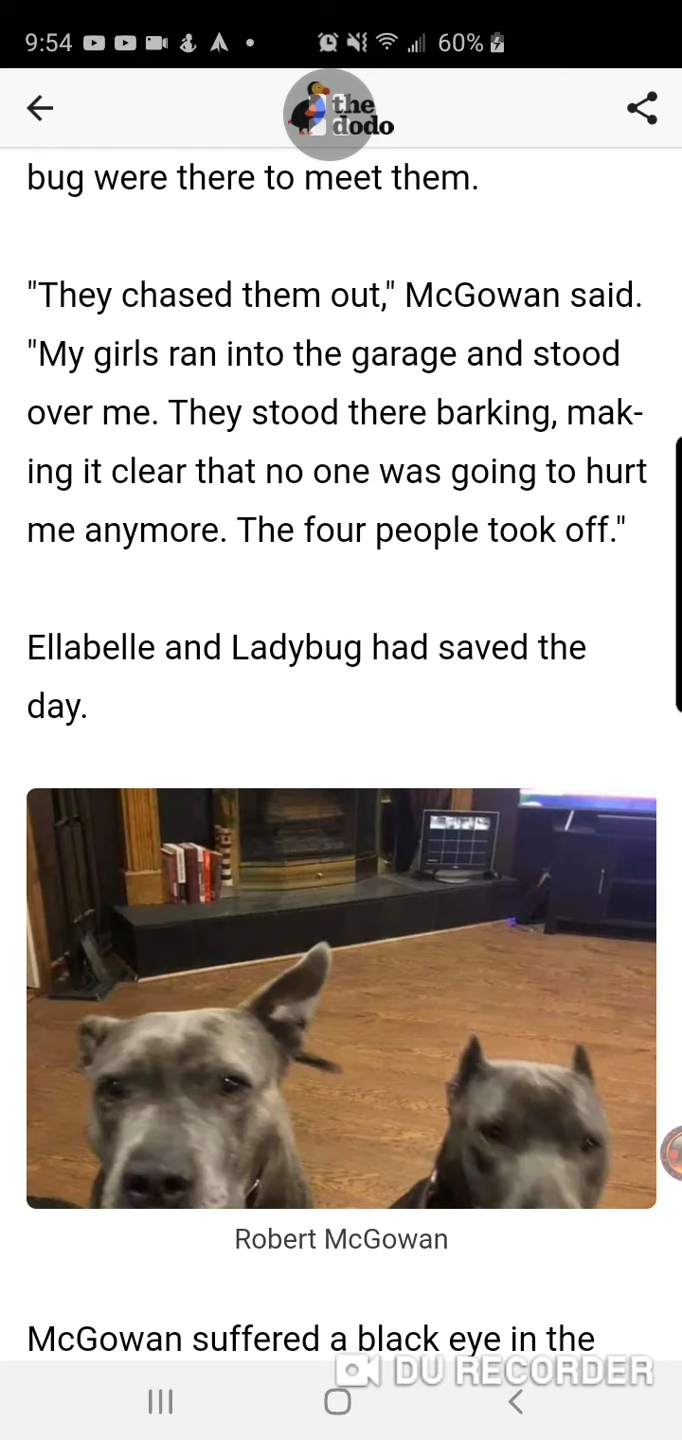 9:54
60%
the
dodo
bug were there to meet them.
"They chased them out," McGowan said.
"My girls ran into the garage and stood
over me. They stood there barking, mak-
ing it clear that no one was going to hurt
me anymore. The four people took off."
Ellabelle and Ladybug had saved the
day.
Robert McGowan
McGowan suffered a black eye in the
DU RECORDER